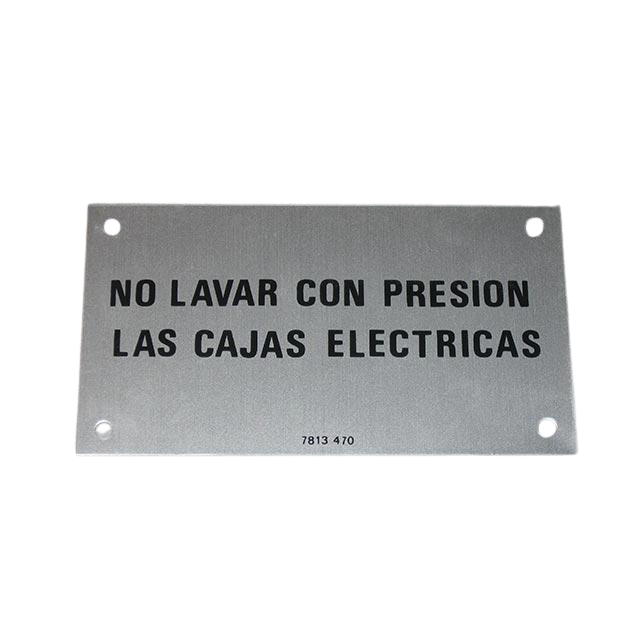 NO LAVAR CON PRESION
LAS CAJAS ELECTRICAS
7813 470